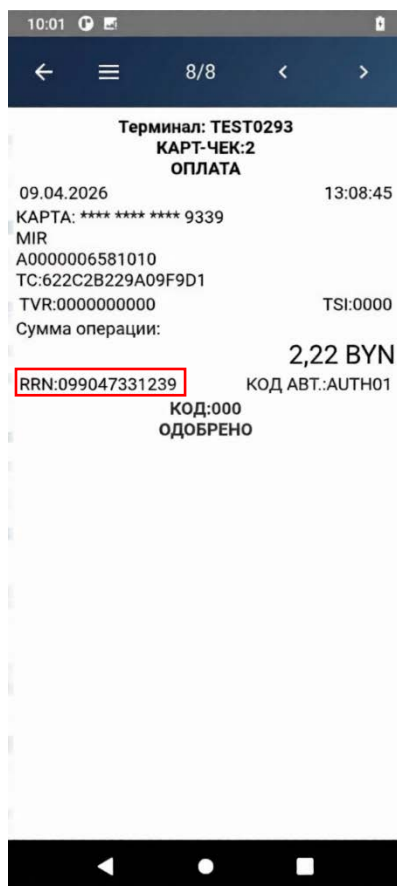 10:01
8/8
Терминал: TEST0293
КАРТ-ЧЕК:2
ОПЛАТА
09.04.2026 13:08:45
КАРТА: **** **** **** 9339
MIR
A0000006581010
TC:622C2B229A09F9D1
TVR:0000000000 TSI:0000
Сумма операции:
2,22 BYN
RRN:099047331239 КОД АВТ.:AUTH01
КОД:000
ОДОБРЕНО